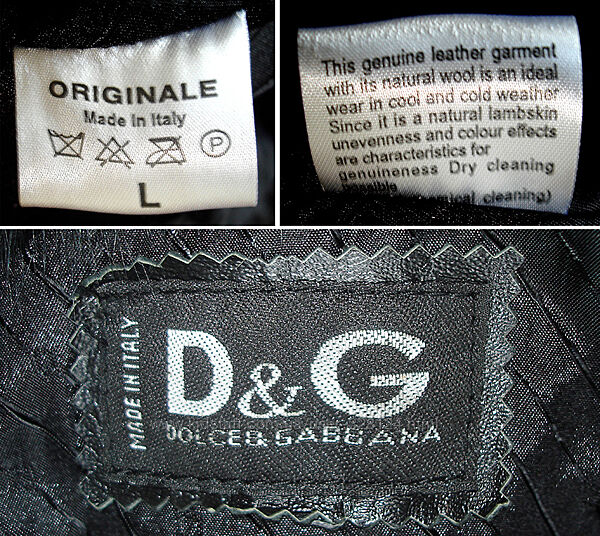 ORIGINALE
Made in Italy
P
L
This genuine leather garment
with its natural wool is an ideal
wear in cool and cold weather
Since it is a natural lambskin
unevenness and colour effects
are characteristics for
genuineness Dry cleaning
possible
cleaning)
MADE IN ITALY
D&G
DOLCE&GABBANA